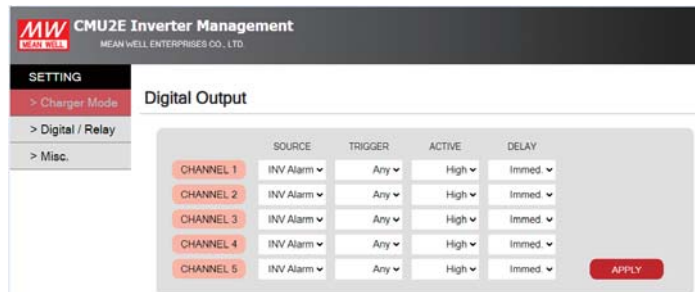 MW
MEAN WELL
CMU2E Inverter Management
MEAN WELL ENTERPRISES CO., LTD.
SETTING
> Charger Mode
> Digital / Relay
> Misc.
Digital Output
SOURCE TRIGGER ACTIVE DELAY
CHANNEL 1 INV Alarm Any High Immed.
CHANNEL 2 INV Alarm Any High Immed.
CHANNEL 3 INV Alarm Any High Immed.
CHANNEL 4 INV Alarm Any High Immed.
CHANNEL 5 INV Alarm Any High Immed. APPLY